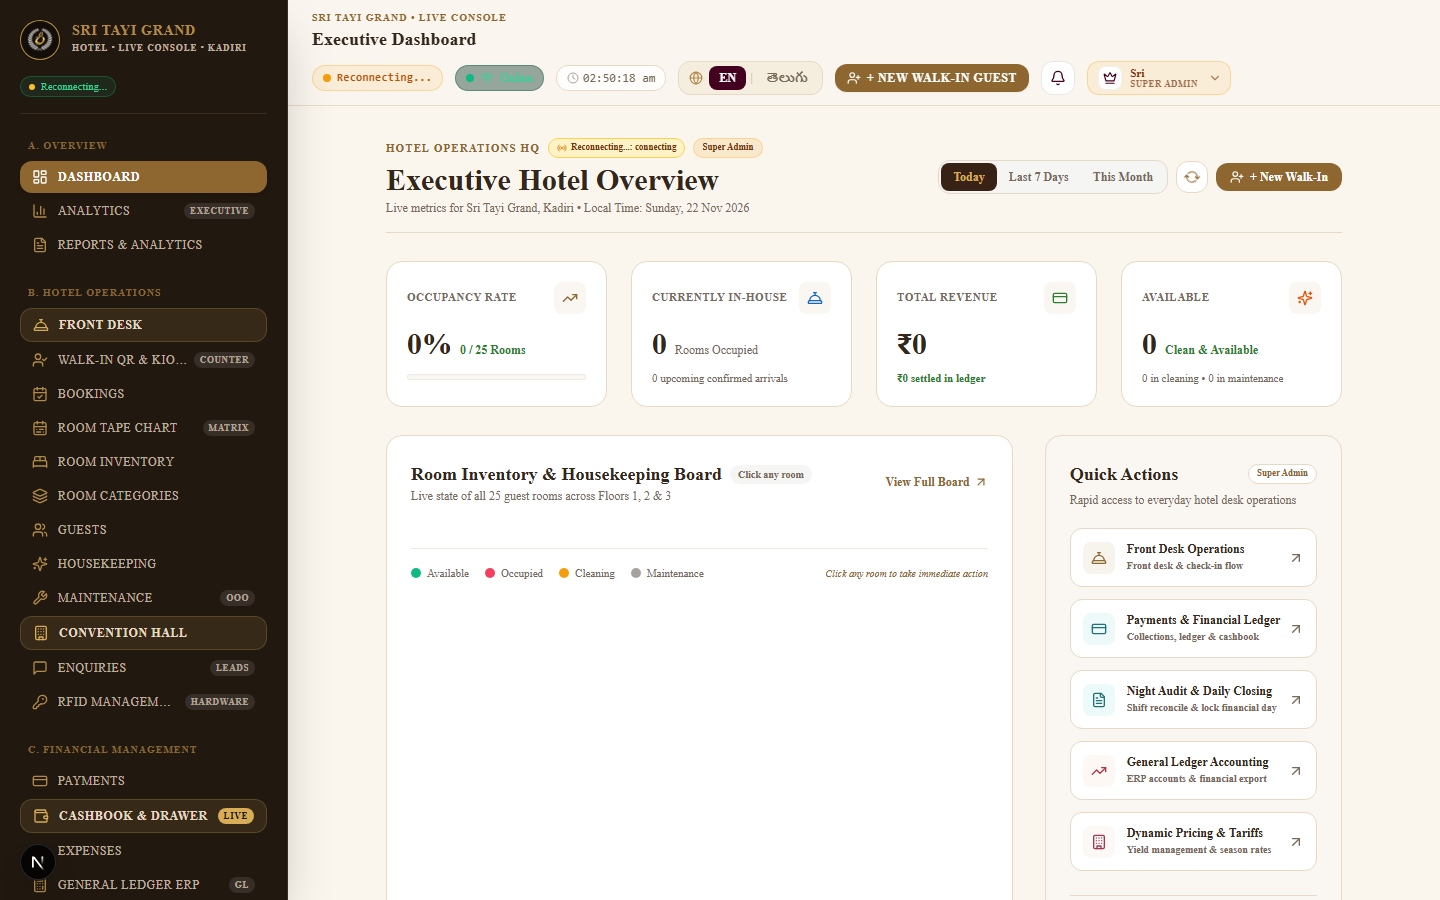 SRI TAYI GRAND
HOTEL • LIVE CONSOLE • KADIRI
Reconnecting...
A. OVERVIEW
DASHBOARD
ANALYTICS EXECUTIVE
REPORTS & ANALYTICS
B. HOTEL OPERATIONS
FRONT DESK
WALK-IN QR & KIO... COUNTER
BOOKINGS
ROOM TAPE CHART MATRIX
ROOM INVENTORY
ROOM CATEGORIES
GUESTS
HOUSEKEEPING
MAINTENANCE OOO
CONVENTION HALL
ENQUIRIES LEADS
RFID MANAGEM... HARDWARE
C. FINANCIAL MANAGEMENT
PAYMENTS
CASHBOOK & DRAWER LIVE
EXPENSES
N
GENERAL LEDGER ERP GL
SRI TAYI GRAND • LIVE CONSOLE
Executive Dashboard
Reconnecting...
02:50:18 am
EN | తెలుగు
+ NEW WALK-IN GUEST
Sri
SUPER ADMIN
HOTEL OPERATIONS HQ Reconnecting...: connecting Super Admin
Executive Hotel Overview
Live metrics for Sri Tayi Grand, Kadiri • Local Time: Sunday, 22 Nov 2026
Today Last 7 Days This Month + New Walk-In
OCCUPANCY RATE
0% 0 / 25 Rooms
CURRENTLY IN-HOUSE
0 Rooms Occupied
0 upcoming confirmed arrivals
TOTAL REVENUE
₹0
₹0 settled in ledger
AVAILABLE
0 Clean & Available
0 in cleaning • 0 in maintenance
Room Inventory & Housekeeping Board Click any room
Live state of all 25 guest rooms across Floors 1, 2 & 3
View Full Board
Available Occupied Cleaning Maintenance
Click any room to take immediate action
Quick Actions Super Admin
Rapid access to everyday hotel desk operations
Front Desk Operations
Front desk & check-in flow
Payments & Financial Ledger
Collections, ledger & cashbook
Night Audit & Daily Closing
Shift reconcile & lock financial day
General Ledger Accounting
ERP accounts & financial export
Dynamic Pricing & Tariffs
Yield management & season rates